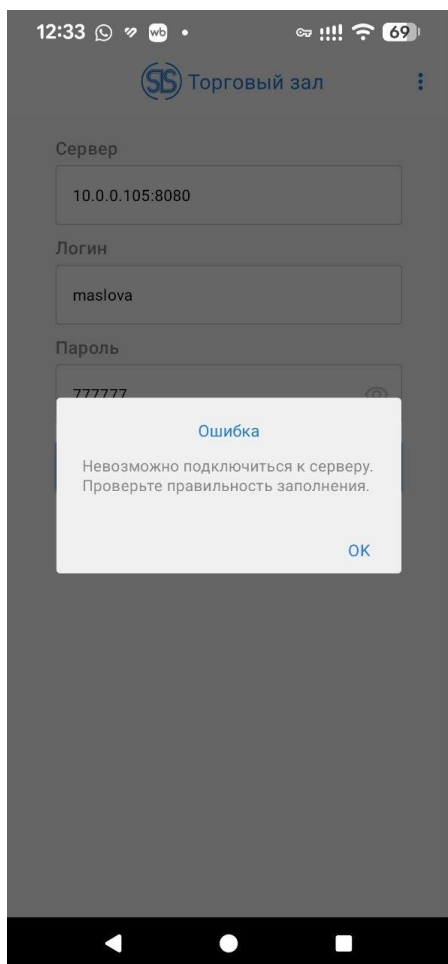 12:33 wb 69
SIS Торговый зал
Сервер
10.0.0.105:8080
Логин
maslova
Пароль
777777
Ошибка
Невозможно подключиться к серверу.
Проверьте правильность заполнения.
OK